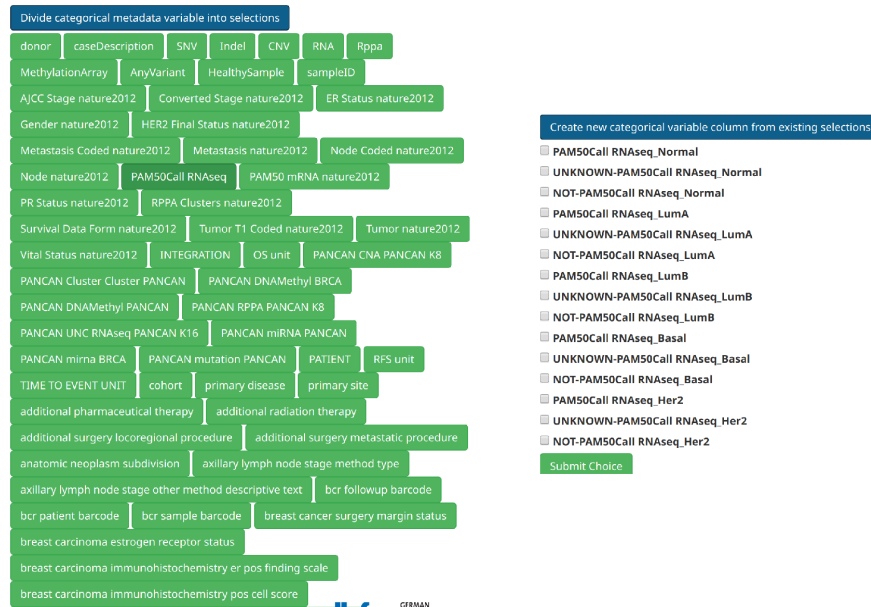 Divide categorical metadata variable into selections
donor caseDescription SNV Indel CNV RNA Rppa
MethylationArray AnyVariant HealthySample sampleID
AJCC Stage nature2012 Converted Stage nature2012 ER Status nature2012
Gender nature2012 HER2 Final Status nature2012
Metastasis Coded nature2012 Metastasis nature2012 Node Coded nature2012
Node nature2012 PAM50Call RNAseq PAM50 mRNA nature2012
PR Status nature2012 RPPA Clusters nature2012
Survival Data Form nature2012 Tumor T1 Coded nature2012 Tumor nature2012
Vital Status nature2012 INTEGRATION OS unit PANCAN CNA PANCAN K8
PANCAN Cluster Cluster PANCAN PANCAN DNAMethyl BRCA
PANCAN DNAMethyl PANCAN PANCAN RPPA PANCAN K8
PANCAN UNC RNAseq PANCAN K16 PANCAN miRNA PANCAN
PANCAN mirna BRCA PANCAN mutation PANCAN PATIENT RFS unit
TIME TO EVENT UNIT cohort primary disease primary site
additional pharmaceutical therapy additional radiation therapy
additional surgery locoregional procedure additional surgery metastatic procedure
anatomic neoplasm subdivision axillary lymph node stage method type
axillary lymph node stage other method descriptive text bcr followup barcode
bcr patient barcode bcr sample barcode breast cancer surgery margin status
breast carcinoma estrogen receptor status
breast carcinoma immunohistochemistry er pos finding scale
breast carcinoma immunohistochemistry pos cell score
GERMAN
Create new categorical variable column from existing selections
PAM50Call RNAseq_Normal
UNKNOWN-PAM50Call RNAseq_Normal
NOT-PAM50Call RNAseq_Normal
PAM50Call RNAseq_LumA
UNKNOWN-PAM50Call RNAseq_LumA
NOT-PAM50Call RNAseq_LumA
PAM50Call RNAseq_LumB
UNKNOWN-PAM50Call RNAseq_LumB
NOT-PAM50Call RNAseq_LumB
PAM50Call RNAseq_Basal
UNKNOWN-PAM50Call RNAseq_Basal
NOT-PAM50Call RNAseq_Basal
PAM50Call RNAseq_Her2
UNKNOWN-PAM50Call RNAseq_Her2
NOT-PAM50Call RNAseq_Her2
Submit Choice